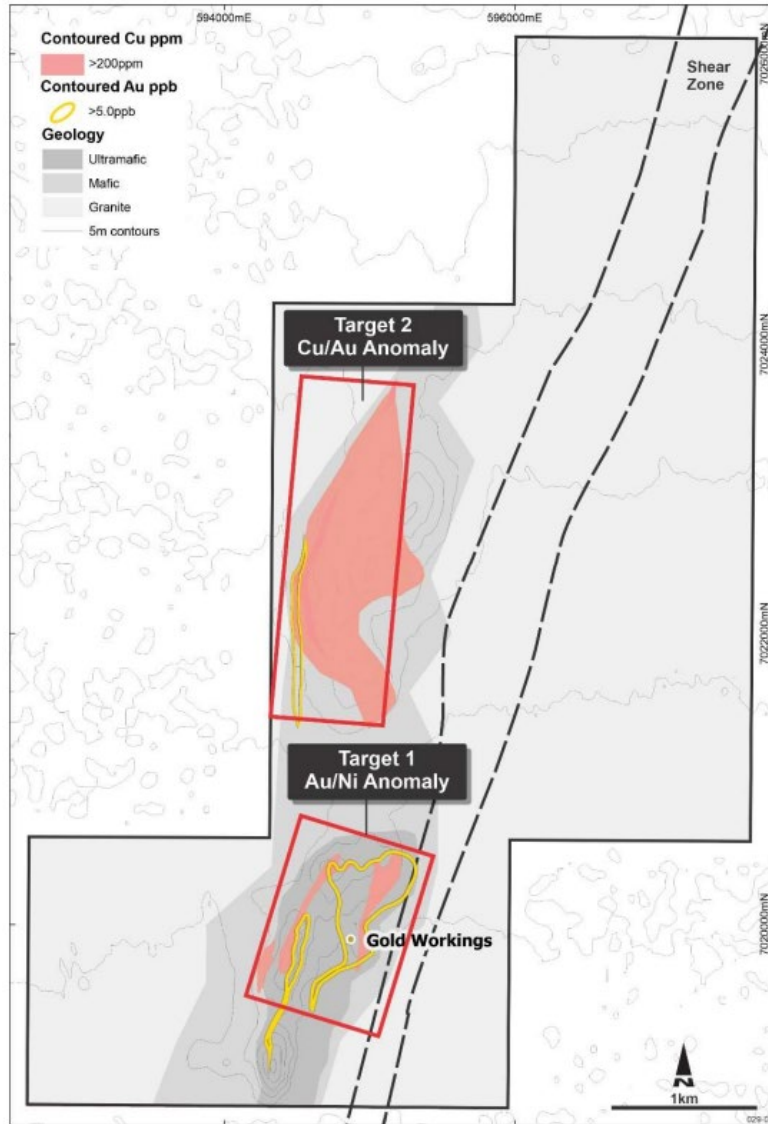 594000mE
596000mE
7026000mN
Contoured Cu ppm
>200ppm
Contoured Au ppb
>5.0ppb
Geology
Ultramafic
Mafic
Granite
5m contours
Shear
Zone
Target 2
Cu/Au Anomaly
7024000mN
7022000mN
Target 1
Au/Ni Anomaly
Gold Workings
7020000mN
N
1km